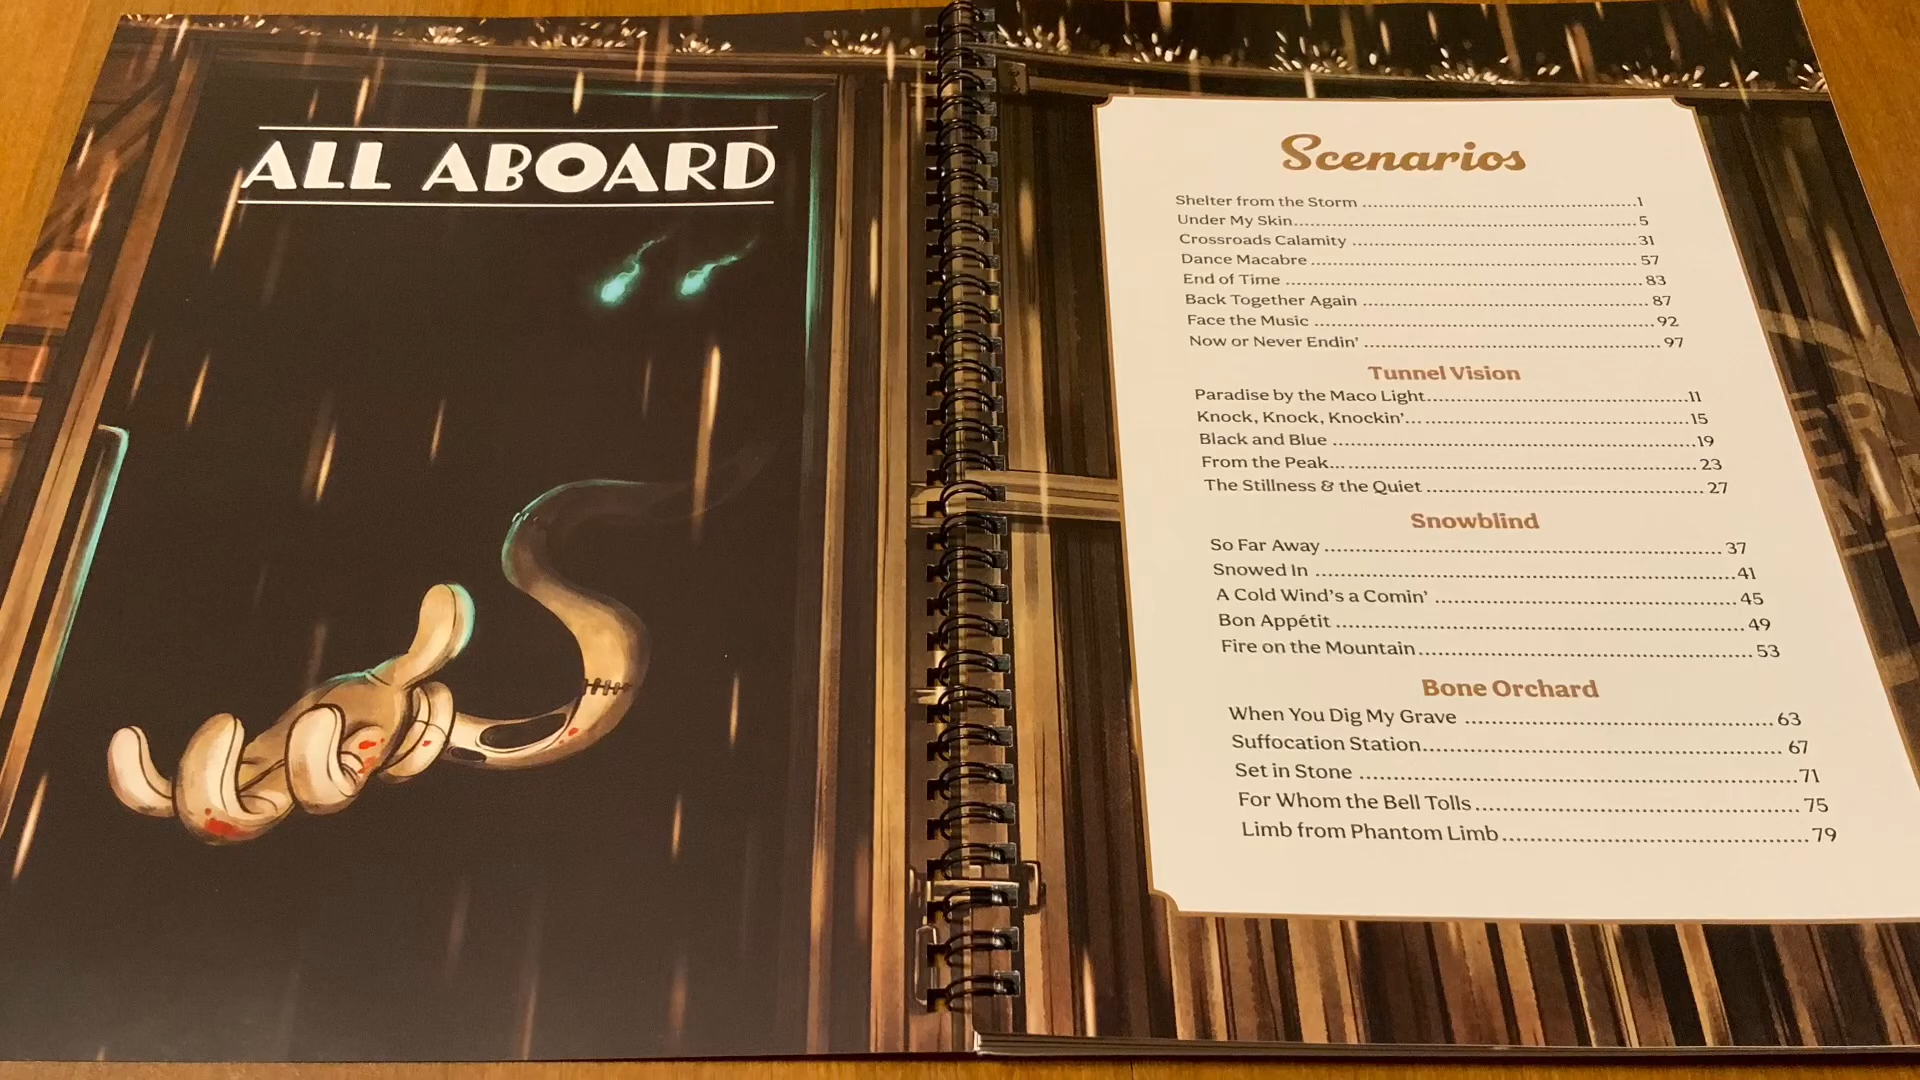 ALL ABOARD
Scenarios
Shelter from the Storm ........ 1
Under My Skin........ 5
Crossroads Calamity ........ 31
Dance Macabre ........ 57
End of Time ........ 83
Back Together Again ........ 87
Face the Music ........ 92
Now or Never Endin' ........ 97
Tunnel Vision
Paradise by the Maco Light........ 11
Knock, Knock, Knockin'........ 15
Black and Blue ........ 19
From the Peak........ 23
The Stillness & the Quiet ........ 27
Snowblind
So Far Away ........ 37
Snowed In ........ 41
A Cold Wind's a Comin' ........ 45
Bon Appétit ........ 49
Fire on the Mountain........ 53
Bone Orchard
When You Dig My Grave ........ 63
Suffocation Station........ 67
Set in Stone ........ 71
For Whom the Bell Tolls ........ 75
Limb from Phantom Limb........ 79